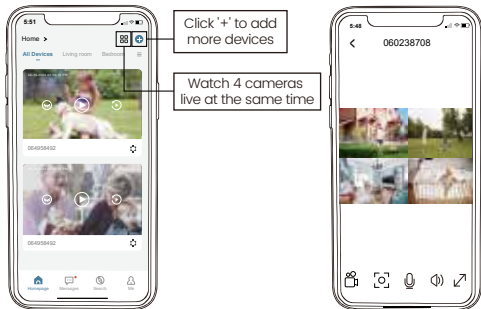 5:51
Home >
All Devices Living room Bedroom
064958492
064958492
Homepage Messages Search Me
Click '+' to add
more devices
Watch 4 cameras
live at the same time
5:48
060238708